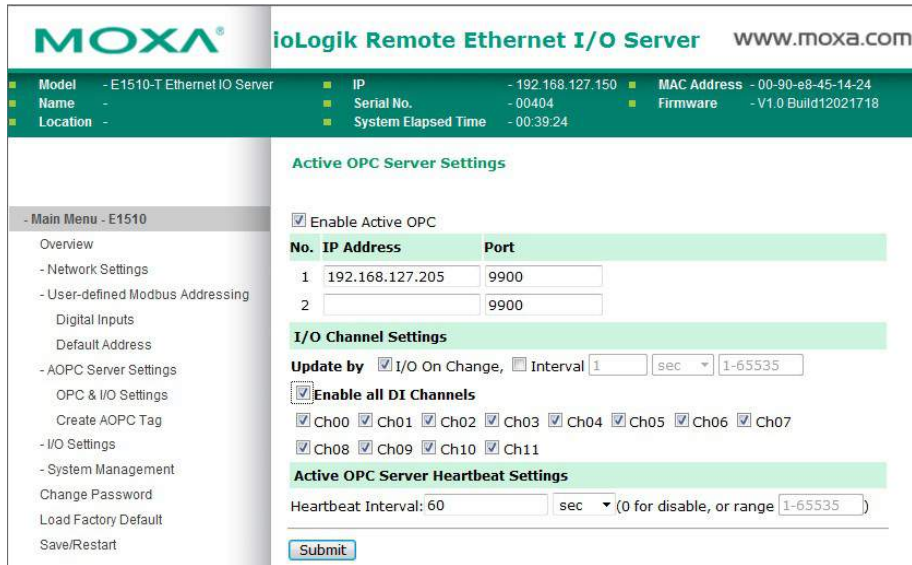 MOXA® ioLogik Remote Ethernet I/O Server www.moxa.com
Model - E1510-T Ethernet IO Server IP - 192.168.127.150 MAC Address - 00-90-e8-45-14-24
Name - Serial No. - 00404 Firmware - V1.0 Build12021718
Location - System Elapsed Time - 00:39:24
- Main Menu - E1510
Overview
- Network Settings
- User-defined Modbus Addressing
Digital Inputs
Default Address
- AOPC Server Settings
OPC & I/O Settings
Create AOPC Tag
- I/O Settings
- System Management
Change Password
Load Factory Default
Save/Restart
Active OPC Server Settings
Enable Active OPC
No. IP Address Port
1 192.168.127.205 9900
2 9900
I/O Channel Settings
Update by I/O On Change, Interval 1 sec 1-65535
Enable all DI Channels
Ch00 Ch01 Ch02 Ch03 Ch04 Ch05 Ch06 Ch07
Ch08 Ch09 Ch10 Ch11
Active OPC Server Heartbeat Settings
Heartbeat Interval: 60 sec (0 for disable, or range 1-65535 )
Submit